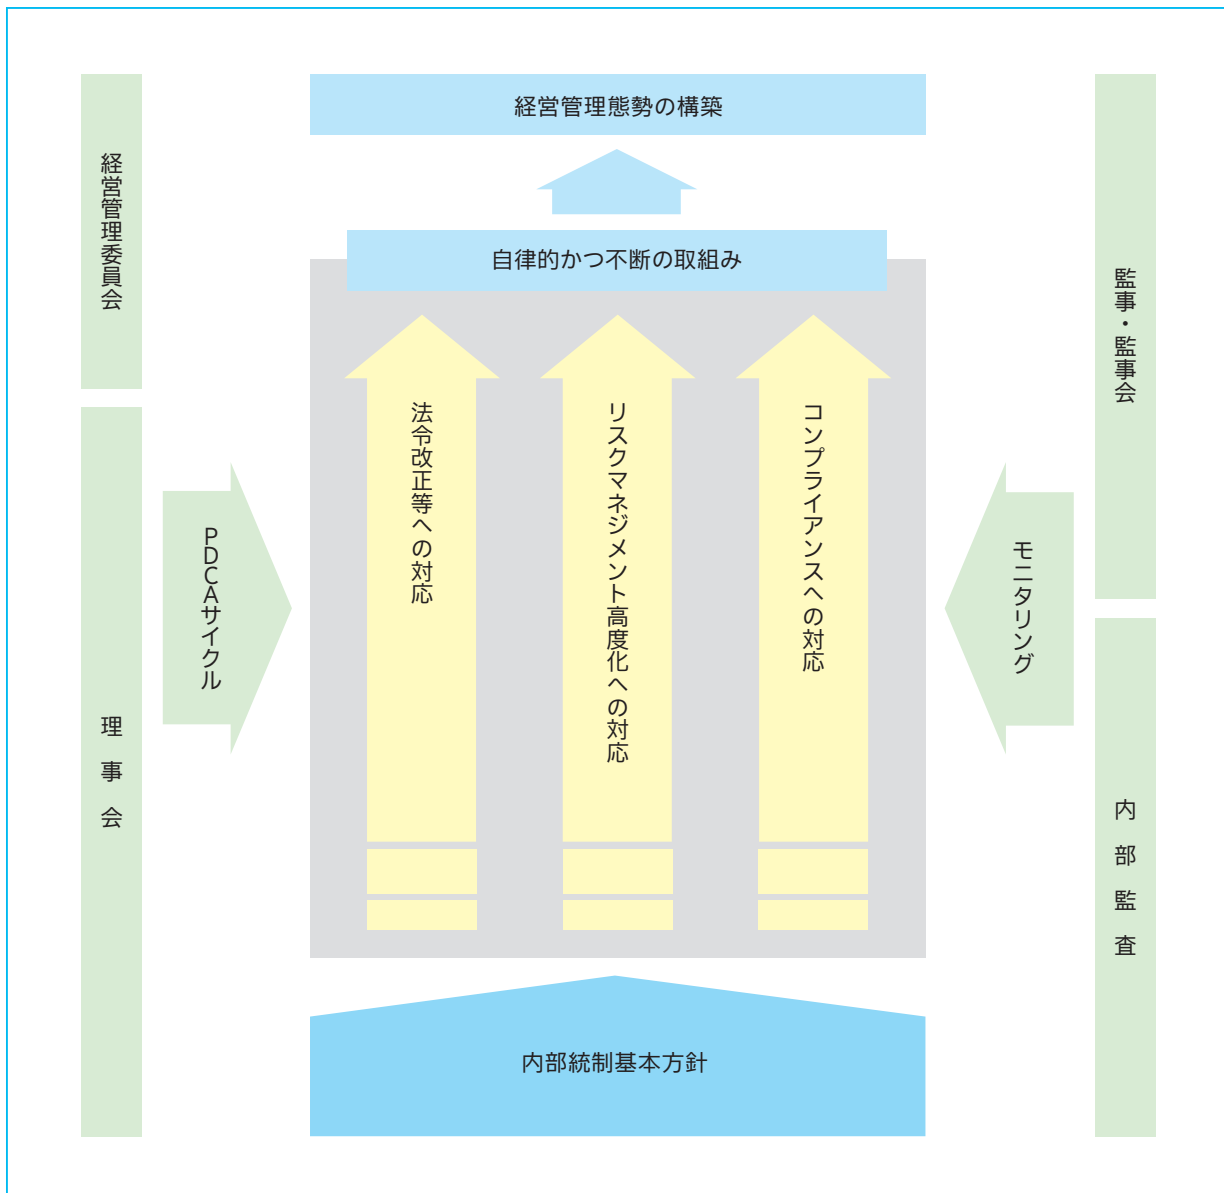 経営管理態勢の構築
自律的かつ不断の取組み
経営管理委員会
理事会
PDCAサイクル
法令改正等への対応
リスクマネジメント高度化への対応
コンプライアンスへの対応
モニタリング
監事・監事会
内部監査
内部統制基本方針